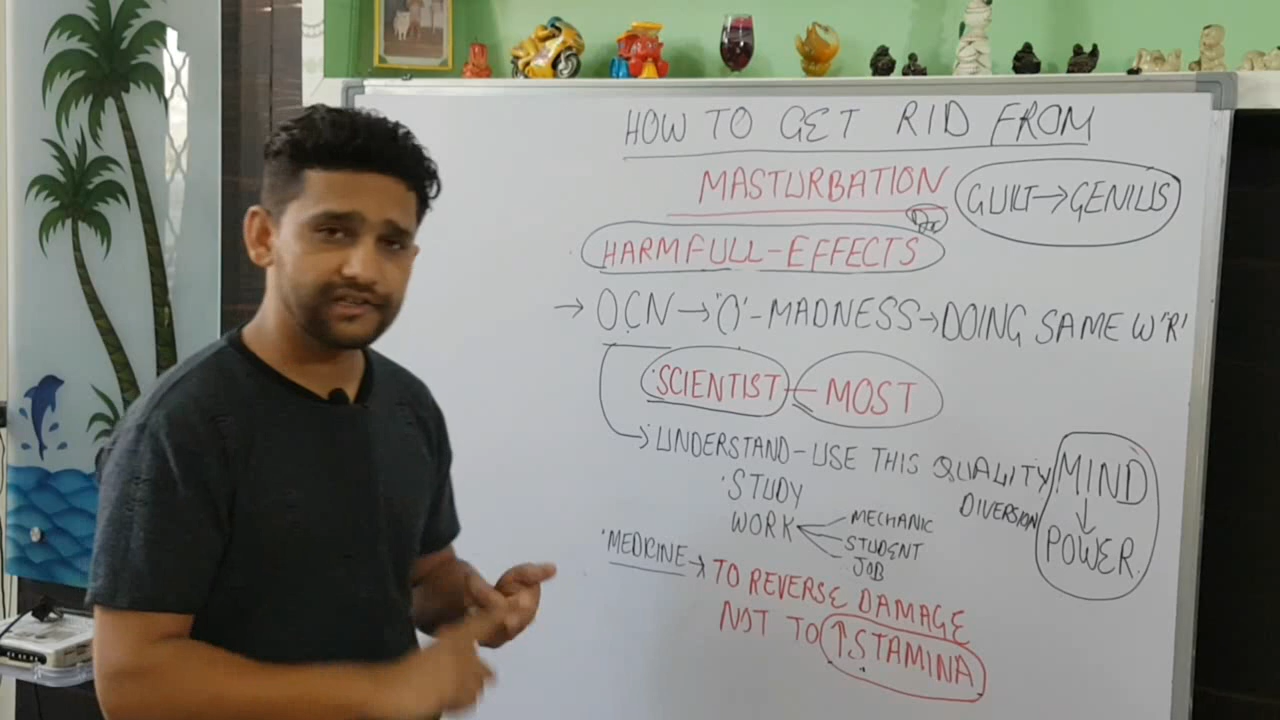 HOW TO GET RID FROM
MASTURBATION
GUILT→GENIUS
HARMFULL-EFFECTS
→ OCN→'O'-MADNESS→DOING SAME W'R'
SCIENTIST - MOST
→ UNDERSTAND-USE THIS QUALITY
DIVERSION
MIND
↓
POWER
STUDY
WORK
MECHANIC
STUDENT
JOB
MEDICINE → TO REVERSE DAMAGE
NOT TO ↑STAMINA